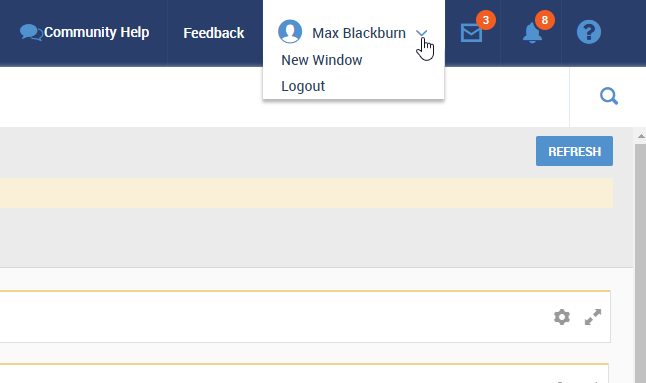 Community Help
Feedback
Max Blackburn
3
8
?
New Window
Logout
REFRESH